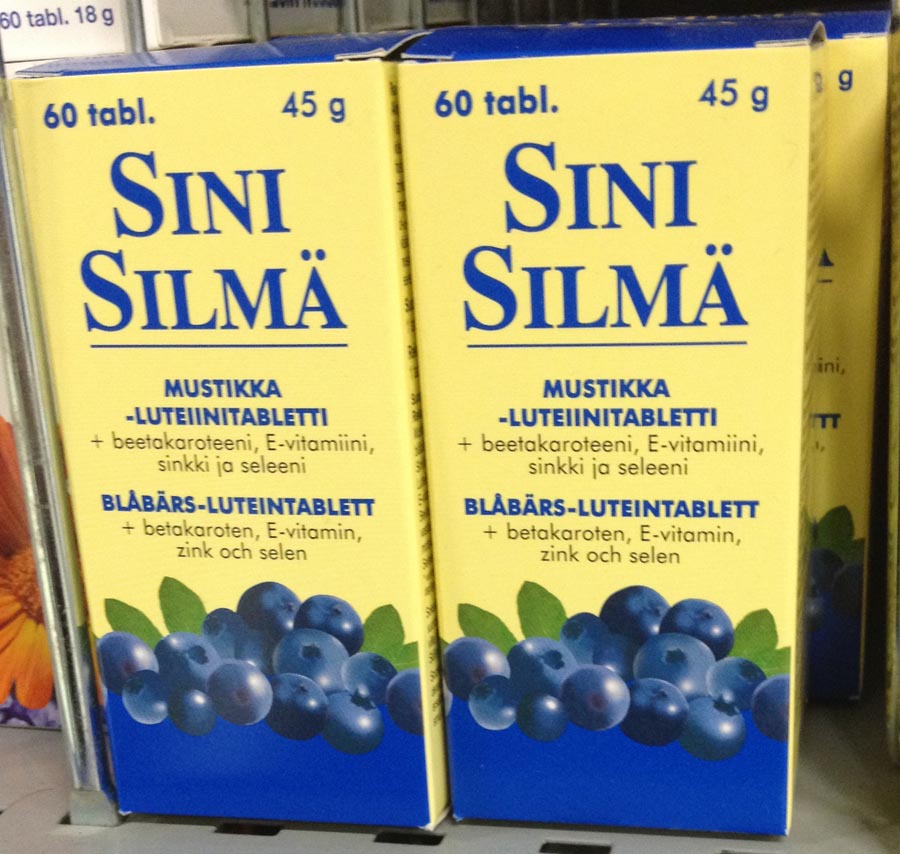 60 tabl. 18 g
60 tabl. 45 g
SINI
SILMÄ
MUSTIKKA
-LUTEIINITABLETTI
+ beetakaroteeni, E-vitamiini,
sinkki ja seleeni
BLÅBÄRS-LUTEINTABLETT
+ betakaroten, E-vitamin,
zink och selen
60 tabl. 45 g
SINI
SILMÄ
MUSTIKKA
-LUTEIINITABLETTI
+ beetakaroteeni, E-vitamiini,
sinkki ja seleeni
BLÅBÄRS-LUTEINTABLETT
+ betakaroten, E-vitamin,
zink och selen
g